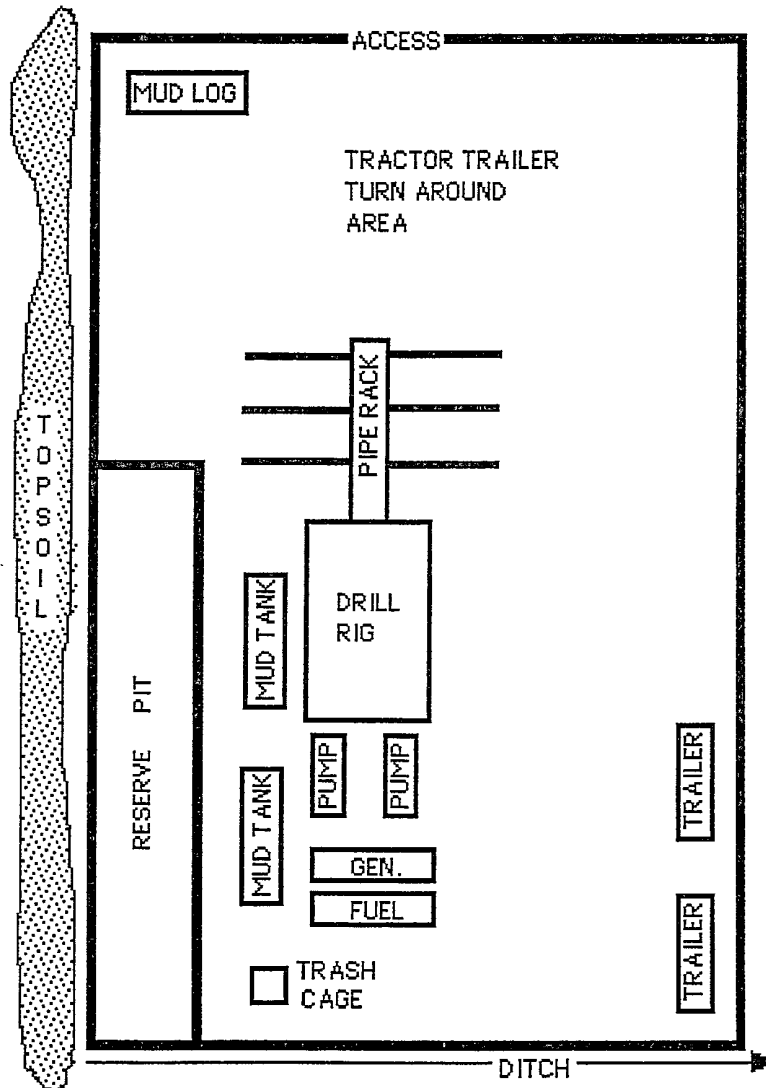 ACCESS
MUD LOG
TRACTOR TRAILER
TURN AROUND
AREA
PIPE RACK
TOPSOIL
DRILL
RIG
MUD TANK
RESERVE PIT
PUMP
PUMP
TRAILER
MUD TANK
GEN.
FUEL
TRAILER
TRASH
CAGE
DITCH